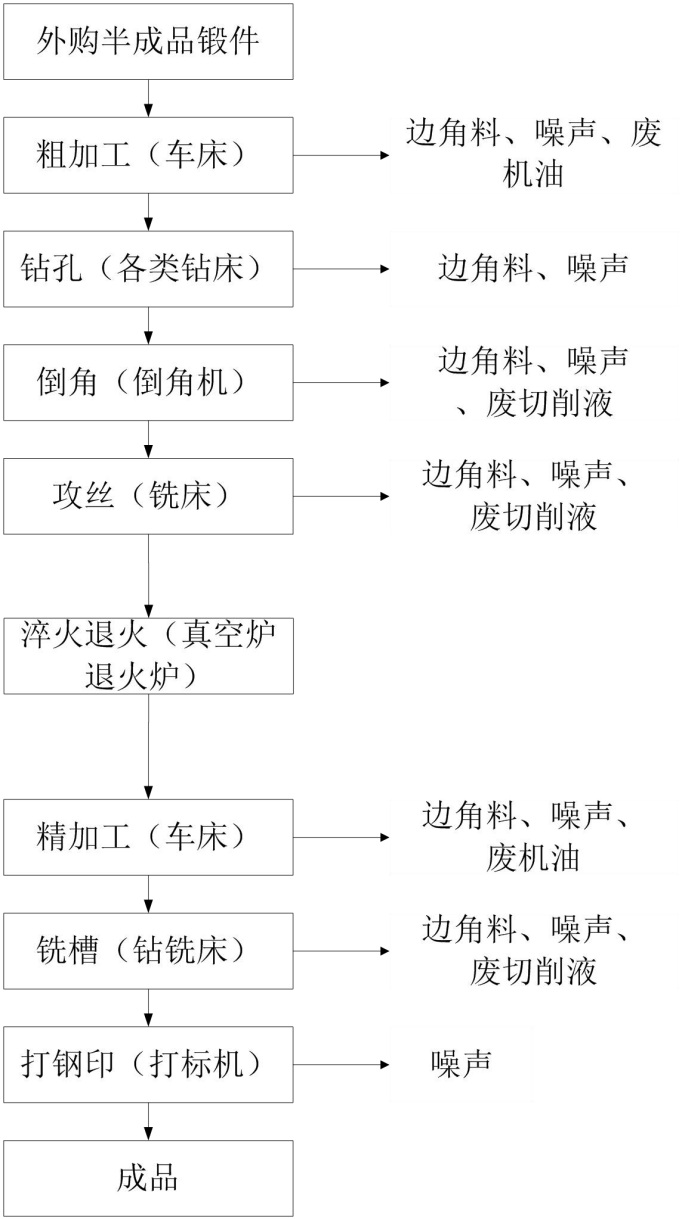 外购半成品锻件
粗加工（车床）
边角料、噪声、废
机油
钻孔（各类钻床）
边角料、噪声
倒角（倒角机）
边角料、噪声
、废切削液
攻丝（铣床）
边角料、噪声、
废切削液
淬火退火（真空炉
退火炉）
精加工（车床）
边角料、噪声、
废机油
铣槽（钻铣床）
边角料、噪声、
废切削液
打钢印（打标机）
噪声
成品